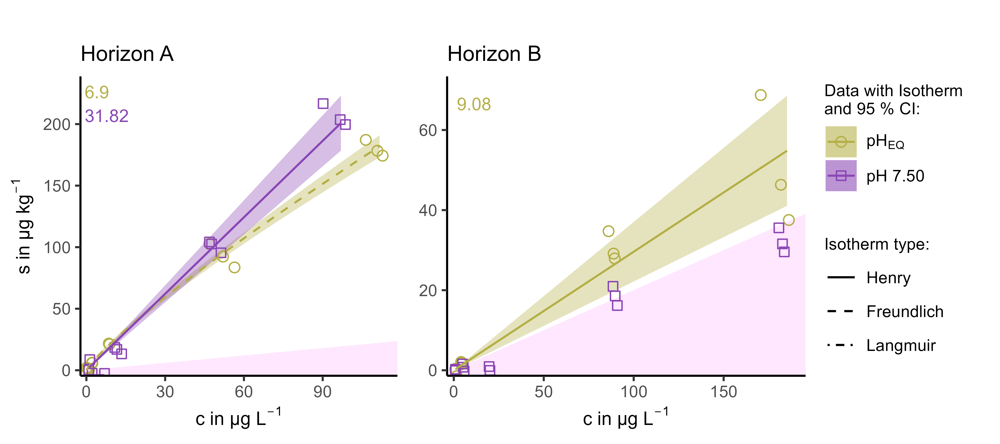 Horizon A
6.9
31.82
200
150
100
50
0
0 30 60 90
s in µg kg⁻¹
c in µg L⁻¹
Horizon B
9.08
60
40
20
0
0 50 100 150
c in µg L⁻¹
Data with Isotherm
and 95 % CI:
pH_EQ
pH 7.50
Isotherm type:
Henry
Freundlich
Langmuir